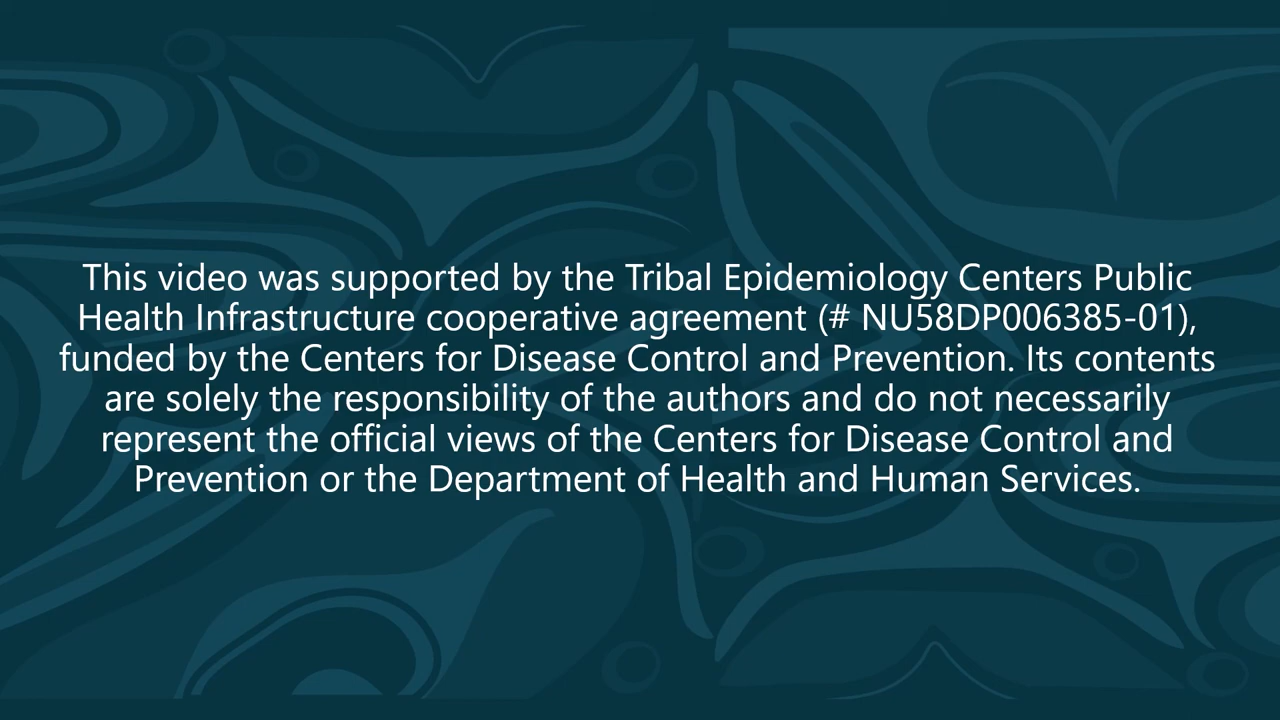 This video was supported by the Tribal Epidemiology Centers Public
Health Infrastructure cooperative agreement (# NU58DP006385-01),
funded by the Centers for Disease Control and Prevention. Its contents
are solely the responsibility of the authors and do not necessarily
represent the official views of the Centers for Disease Control and
Prevention or the Department of Health and Human Services.